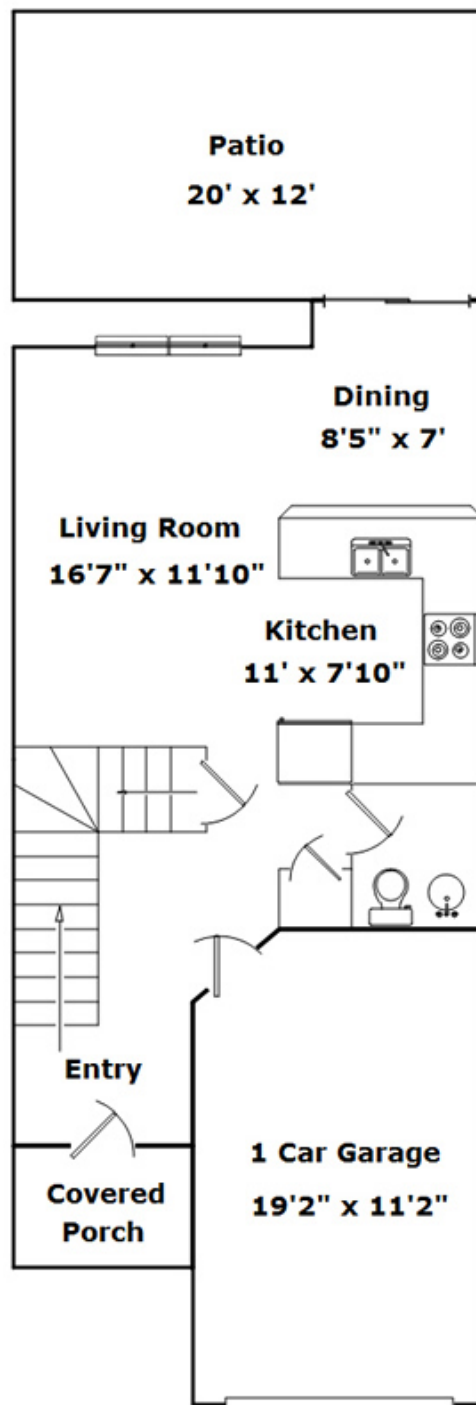 Patio
20' x 12'
Dining
8'5" x 7'
Living Room
16'7" x 11'10"
Kitchen
11' x 7'10"
Entry
Covered
Porch
1 Car Garage
19'2" x 11'2"